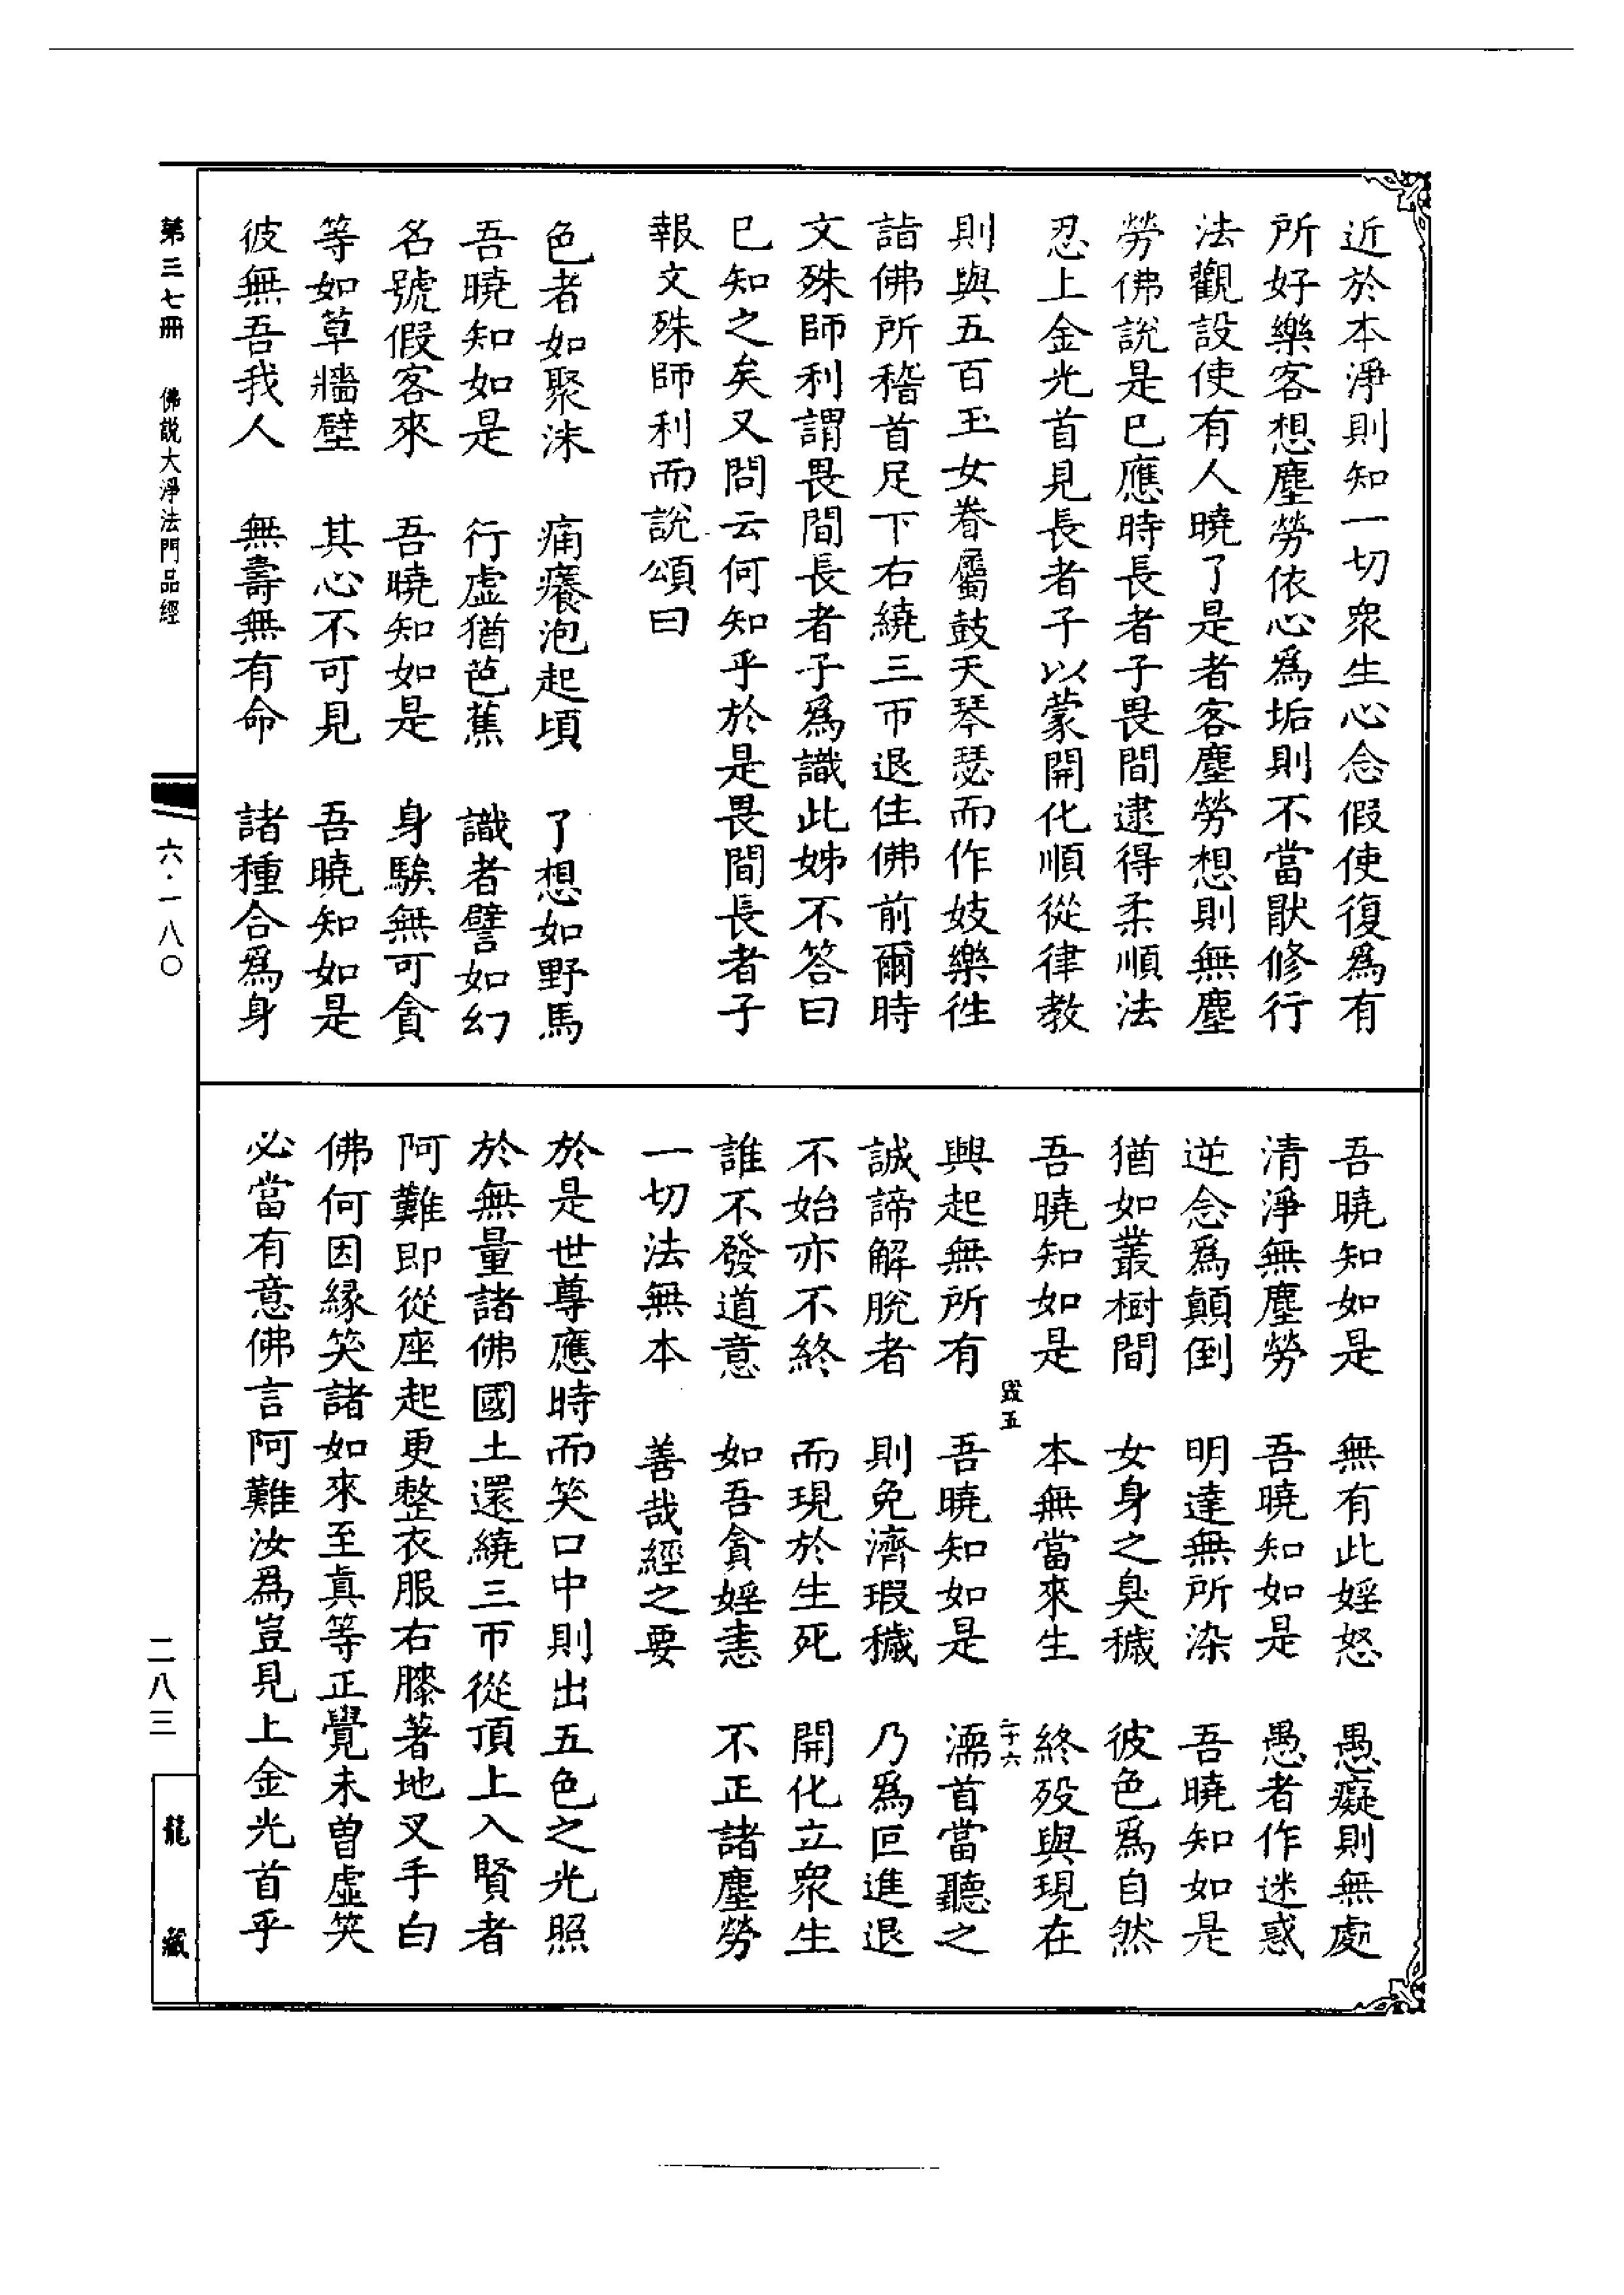 近於本淨則知一切眾生心念假使復為有
所好樂客想塵勞依心為垢則不當猒修行
法觀設使有人曉了是者客塵勞想則無塵
勞佛說是已應時長者子畏間逮得柔順法
忍上金光首見長者子以蒙開化順從律教
則與五百玉女眷屬鼓天琴瑟而作妓樂徃
詣佛所稽首足下右繞三帀退住佛前爾時
文殊師利謂畏間長者子為識此姊不答曰
已知之矣又問云何知乎於是畏間長者子
報文殊師利而說頌曰
色者如聚沫　痛癢泡起頃　了想如野馬
吾曉知如是　行虛猶芭蕉　識者譬如幻
名號假客來　吾曉知如是　身騃無可貪
等如草牆壁　其心不可見　吾曉知如是
彼無吾我人　無壽無有命　諸種合為身
吾曉知如是　無有此婬怒　愚癡則無處
清淨無塵勞　吾曉知如是　愚者作迷惑
逆念為顛倒　明達無所染　吾曉知如是
猶如叢樹間　女身之臭穢　彼色為自然
吾曉知如是　本無當來生　終歿與現在
毀五　二十六
興起無所有　吾曉知如是　濡首當聽之
誠諦解脫者　則免濟瑕穢　乃為叵進退
不始亦不終　而現於生死　開化立眾生
誰不發道意　如吾貪婬恚　不正諸塵勞
一切法無本　善哉經之要
於是世尊應時而笑口中則出五色之光照
於無量諸佛國土還繞三帀從頂上入賢者
阿難即從座起更整衣服右膝著地叉手白
佛何因緣笑諸如來至真等正覺未曾虛笑
必當有意佛言阿難汝為豈見上金光首乎
第三七冊　佛說大淨法門品經
六·一八〇
二八三
龍藏